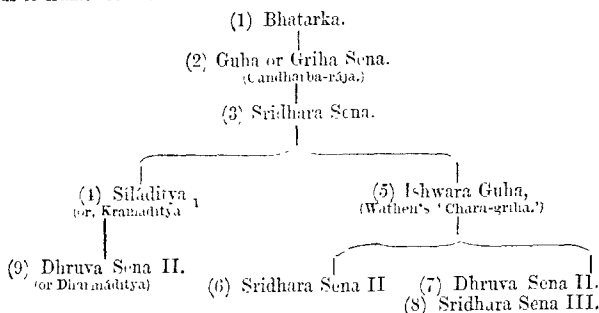 (1) Bhatarka.
(2) Guha or Griha Sena.
(Gandharba-rája.)
(3) Sridhara Sena.
(4) Siláditya,
(or, Kramáditya
(5) Ishwara Guha,
(Wathen's 'Chara-griha.')
(9) Dhruva Sena II.
(or Dharmáditya)
(6) Sridhara Sena II
(7) Dhruva Sena II.
(8) Sridhara Sena III.